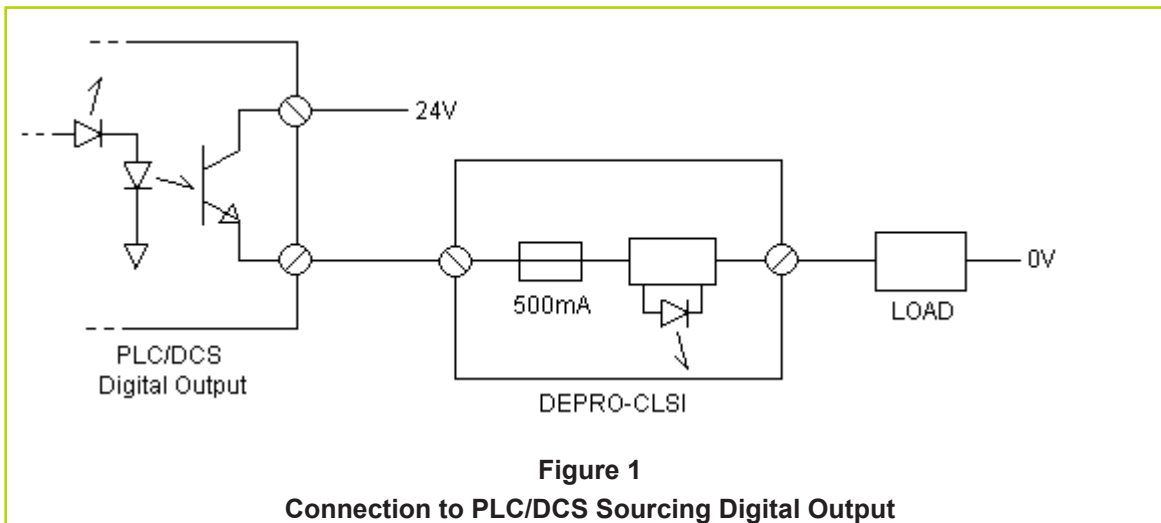 24V
500mA
0V
LOAD
PLC/DCS
Digital Output
DEPRO-CLSI
Figure 1
Connection to PLC/DCS Sourcing Digital Output